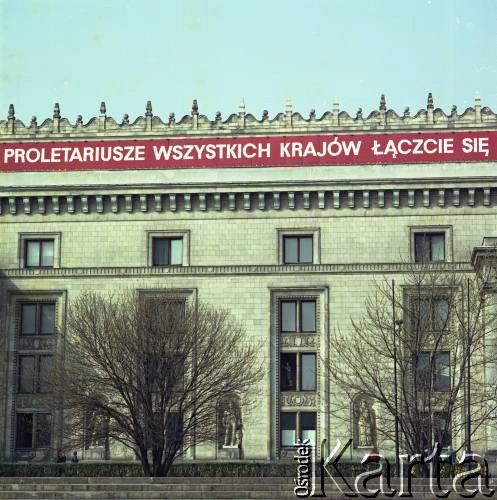 PROLETARIUSZE WSZYSTKICH KRAJÓW ŁĄCZCIE SIĘ
Ośrodek
Karta